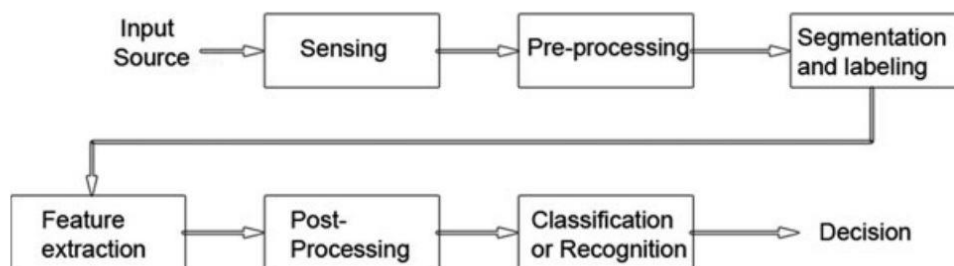 Input
Source
Sensing
Pre-processing
Segmentation
and labeling
Feature
extraction
Post-
Processing
Classification
or Recognition
Decision